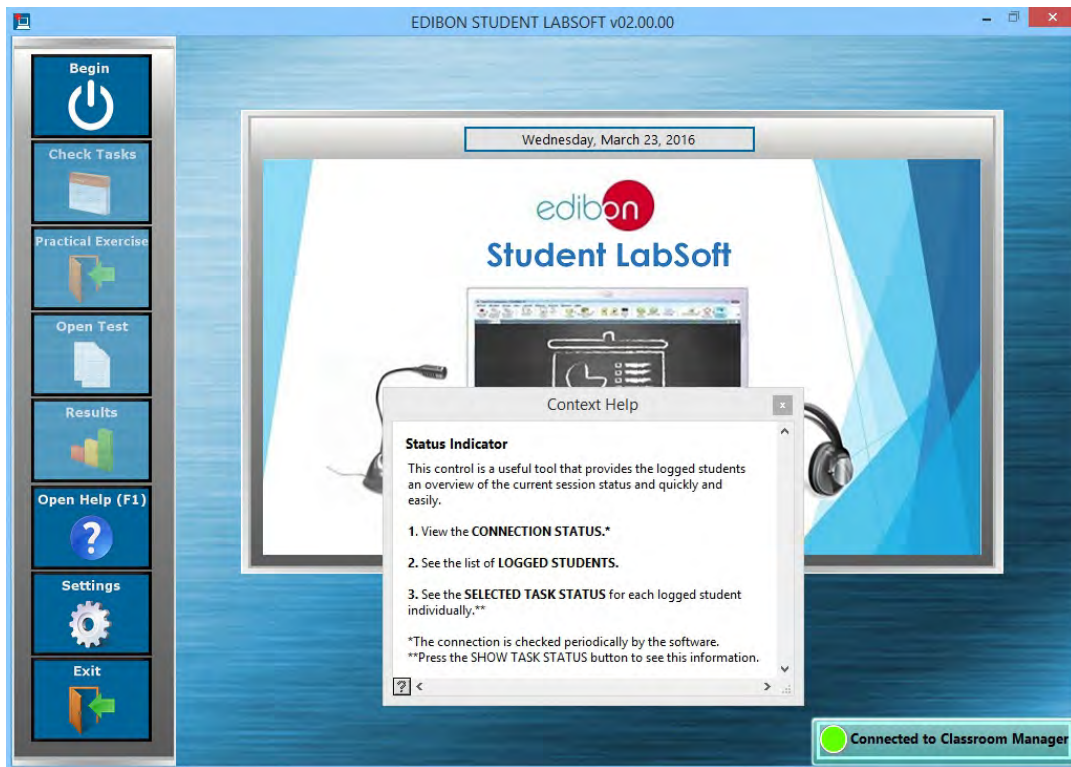 EDIBON STUDENT LABSOFT v02.00.00
Begin
Check Tasks
Practical Exercise
Open Test
Results
Open Help (F1)
Settings
Exit
Wednesday, March 23, 2016
edibon
Student LabSoft
Context Help
Status Indicator
This control is a useful tool that provides the logged students
an overview of the current session status and quickly and
easily.
1. View the CONNECTION STATUS.*
2. See the list of LOGGED STUDENTS.
3. See the SELECTED TASK STATUS for each logged student
individually.**
*The connection is checked periodically by the software.
**Press the SHOW TASK STATUS button to see this information.
Connected to Classroom Manager